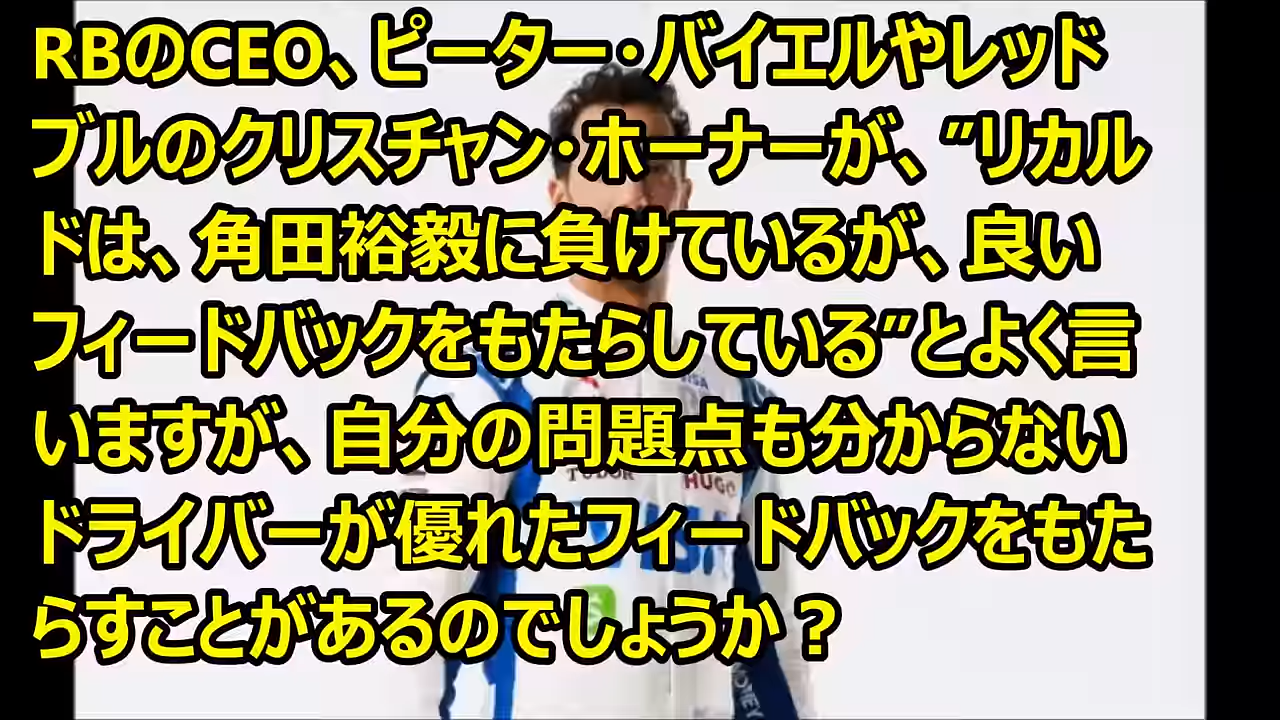 RBのCEO、ピーター・バイエルやレッド
ブルのクリスチャン・ホーナーが、”リカル
ドは、角田裕毅に負けているが、良い
フィードバックをもたらしている”とよく言
いますが、自分の問題点も分からない
ドライバーが優れたフィードバックをもた
らすことがあるのでしょうか？
TUDOR
HUGO
VISA